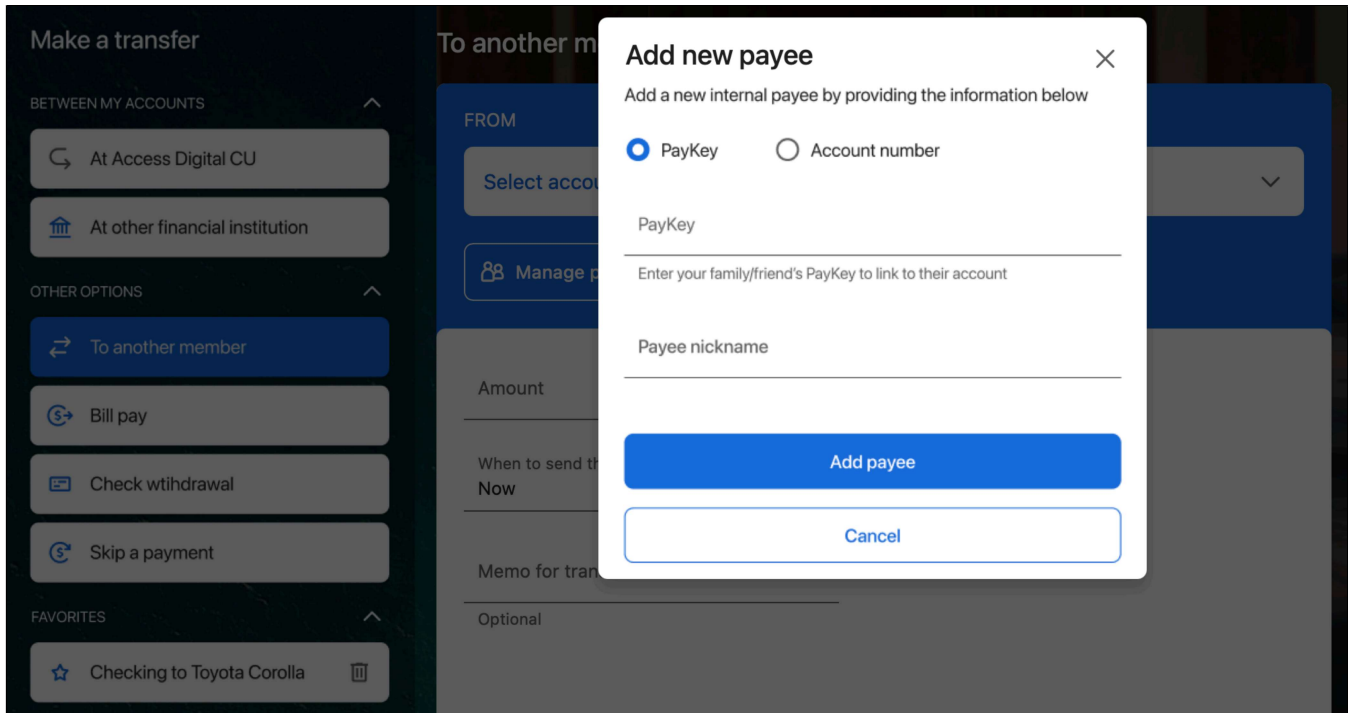 Make a transfer
BETWEEN MY ACCOUNTS
At Access Digital CU
At other financial institution
OTHER OPTIONS
To another member
Bill pay
Check wtihdrawal
Skip a payment
FAVORITES
Checking to Toyota Corolla
To another m
FROM
Select accou
Manage p
Amount
When to send th
Now
Memo for tran
Optional
Add new payee
Add a new internal payee by providing the information below
PayKey Account number
PayKey
Enter your family/friend's PayKey to link to their account
Payee nickname
Add payee
Cancel